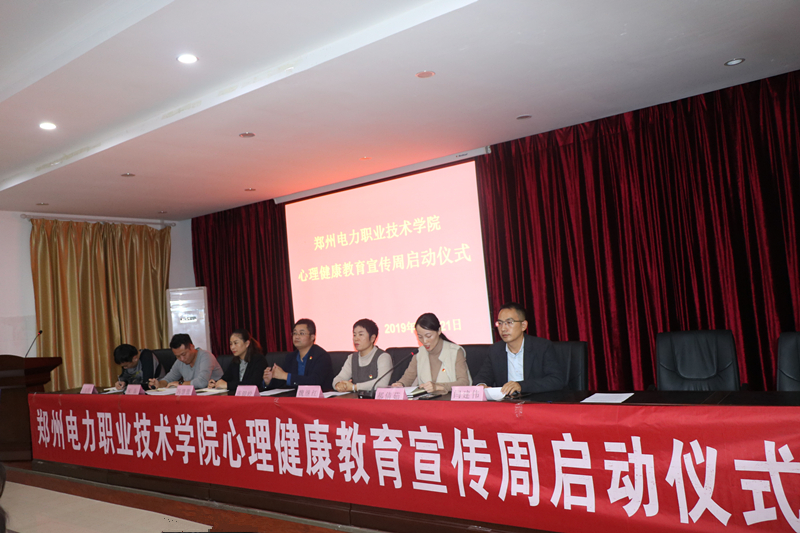 郑州电力职业技术学院
心理健康教育宣传周启动仪式
郑州电力职业技术学院心理健康教育宣传周启动仪式